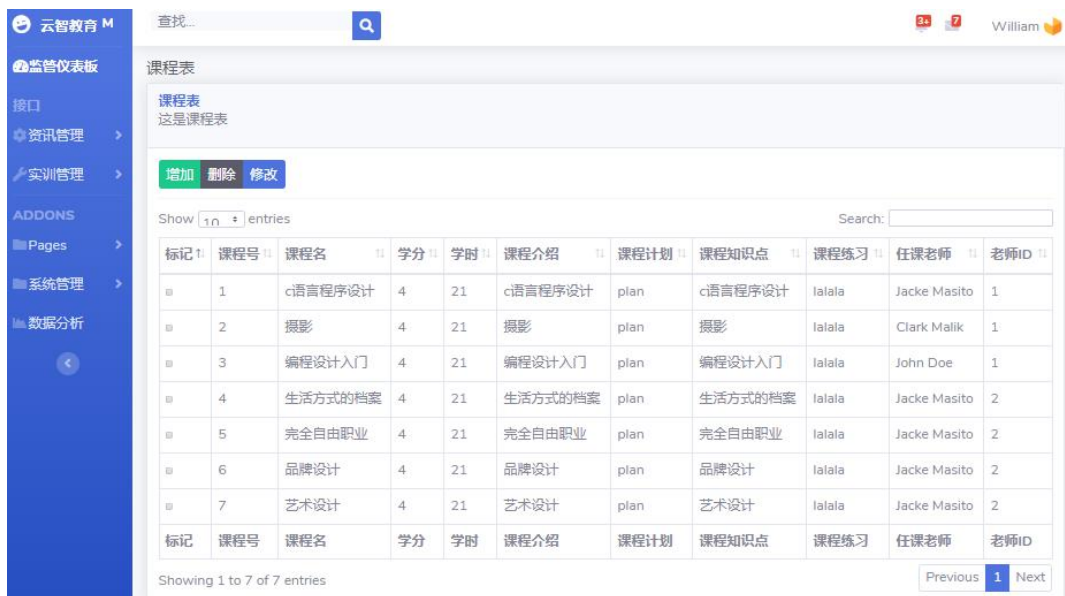 云智教育 M
查找...
3+
7
William
监管仪表板
接口
资讯管理
实训管理
ADDONS
Pages
系统管理
数据分析
课程表
课程表
这是课程表
增加 删除 修改
Show 10 entries
Search:
标记 课程号 课程名 学分 学时 课程介绍 课程计划 课程知识点 课程练习 任课老师 老师ID
1 c语言程序设计 4 21 c语言程序设计 plan c语言程序设计 lalala Jacke Masito 1
2 摄影 4 21 摄影 plan 摄影 lalala Clark Malik 1
3 编程设计入门 4 21 编程设计入门 plan 编程设计入门 lalala John Doe 1
4 生活方式的档案 4 21 生活方式的档案 plan 生活方式的档案 lalala Jacke Masito 2
5 完全自由职业 4 21 完全自由职业 plan 完全自由职业 lalala Jacke Masito 2
6 品牌设计 4 21 品牌设计 plan 品牌设计 lalala Jacke Masito 2
7 艺术设计 4 21 艺术设计 plan 艺术设计 lalala Jacke Masito 2
标记 课程号 课程名 学分 学时 课程介绍 课程计划 课程知识点 课程练习 任课老师 老师ID
Showing 1 to 7 of 7 entries
Previous 1 Next